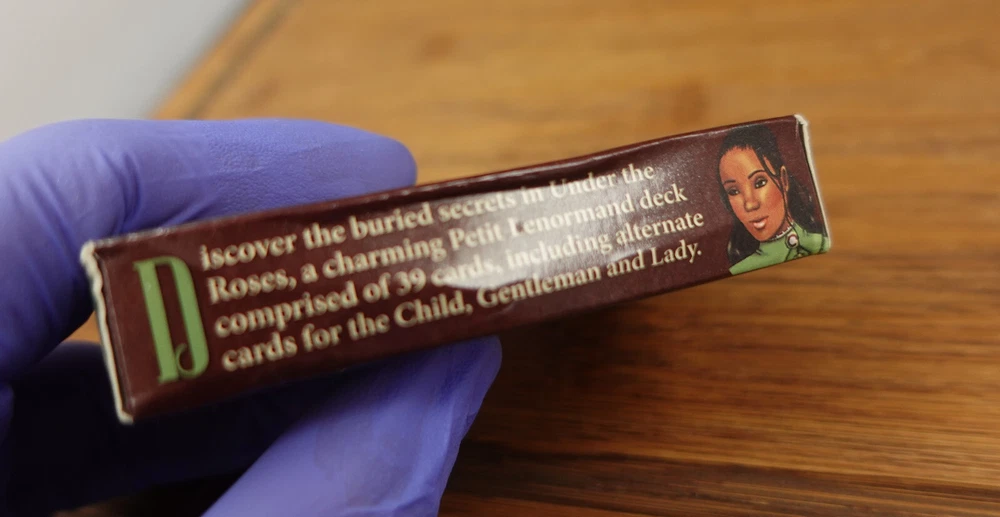 Discover the buried secrets in Under the
Roses, a charming Petit Lenormand deck
comprised of 39 cards, including alternate
cards for the Child, Gentleman and Lady.